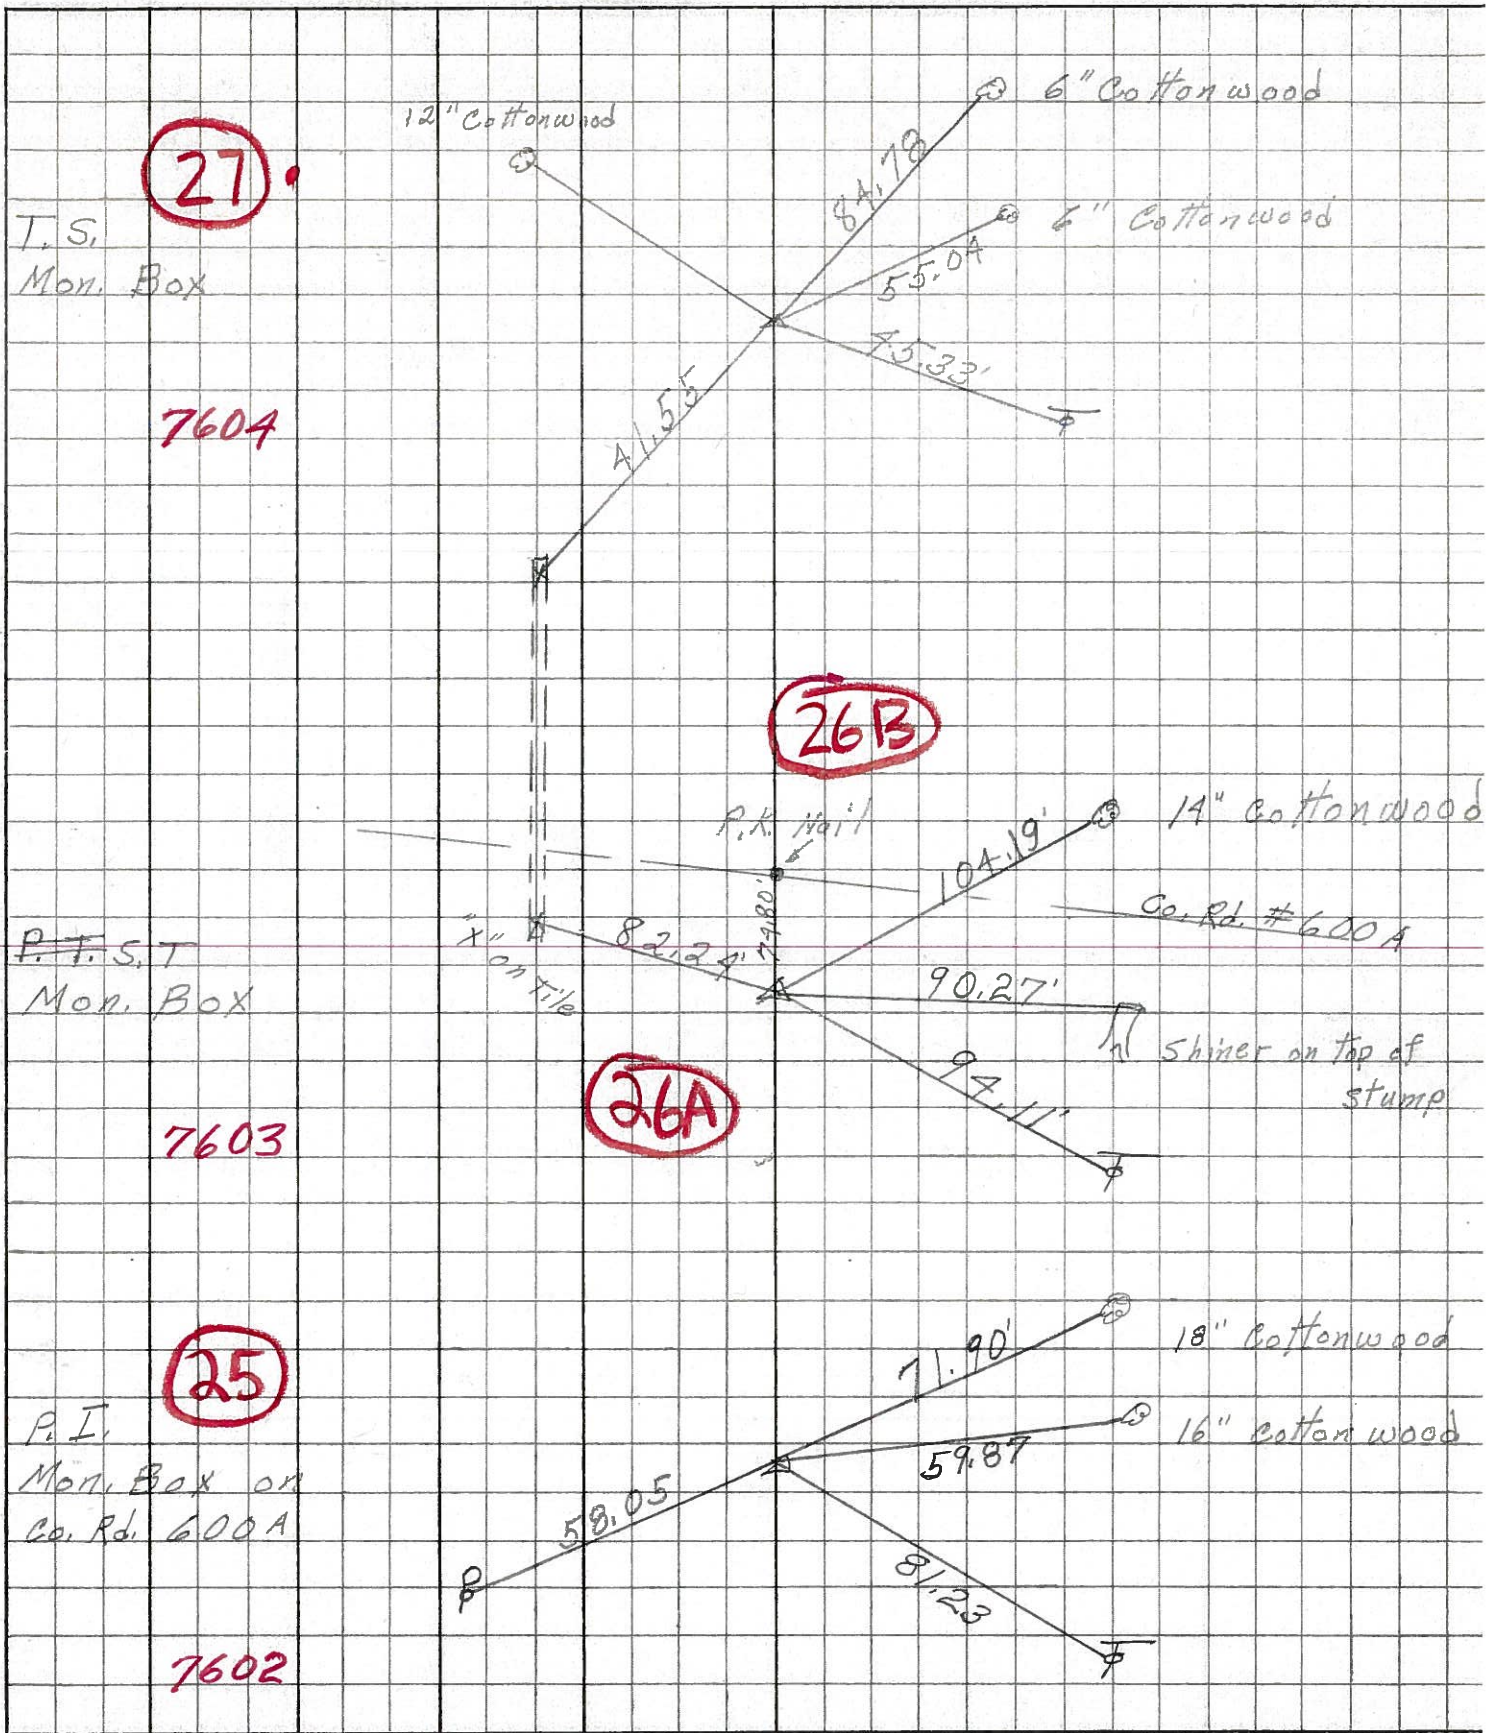 12" Cottonwood
6" Cottonwood
27.
84.78
6" Cottonwood
T. S.
Mon. Box
55.04
45.33'
41.55
7604
26B
P.K. Nail
14" Cottonwood
104.19'
74.80'
Co. Rd. # 600 A
P. T. S. T
Mon. Box
"x" on Tile
82.24'
90.27'
Shiner on top of
stump
94.11'
26A
7603
18" Cottonwood
71.90'
25
16" Cottonwood
59.87
P. I.
Mon. Box on
Co. Rd. 600A
58.05
81.23
7602